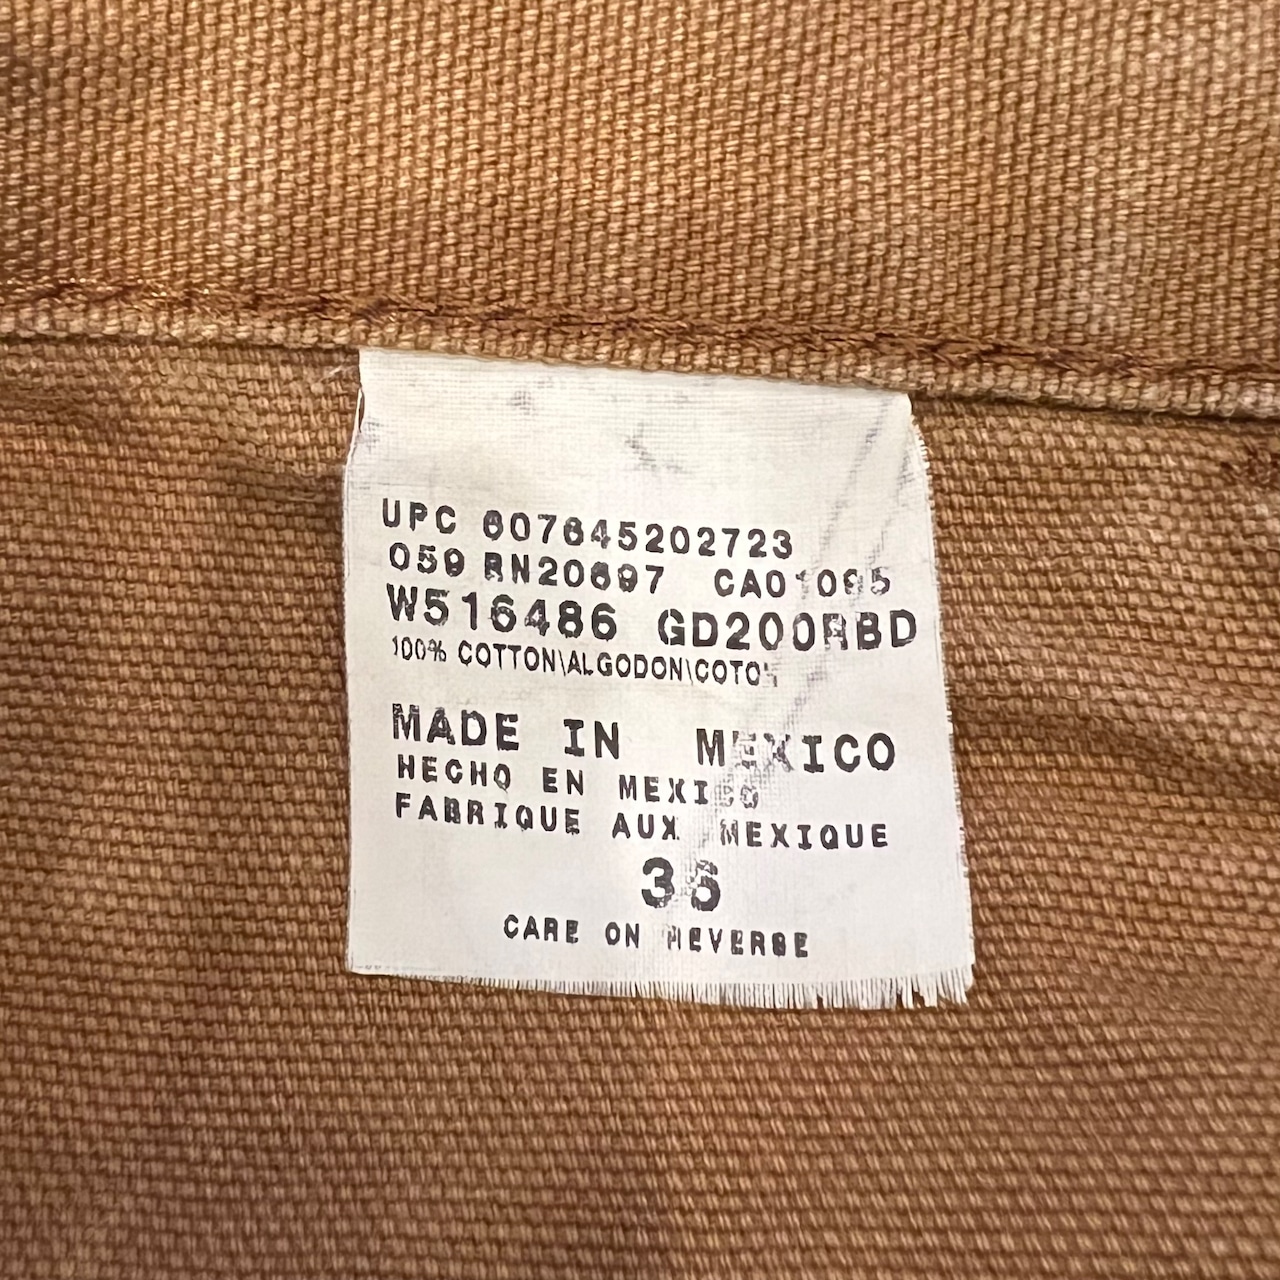 UPC 607645202723
059 RN20697 CA01095
W516486 GD200RBD
100% COTTON\ALGODON\COTON
MADE IN MEXICO
HECHO EN MEXICO
FABRIQUE AUX MEXIQUE
36
CARE ON REVERSE